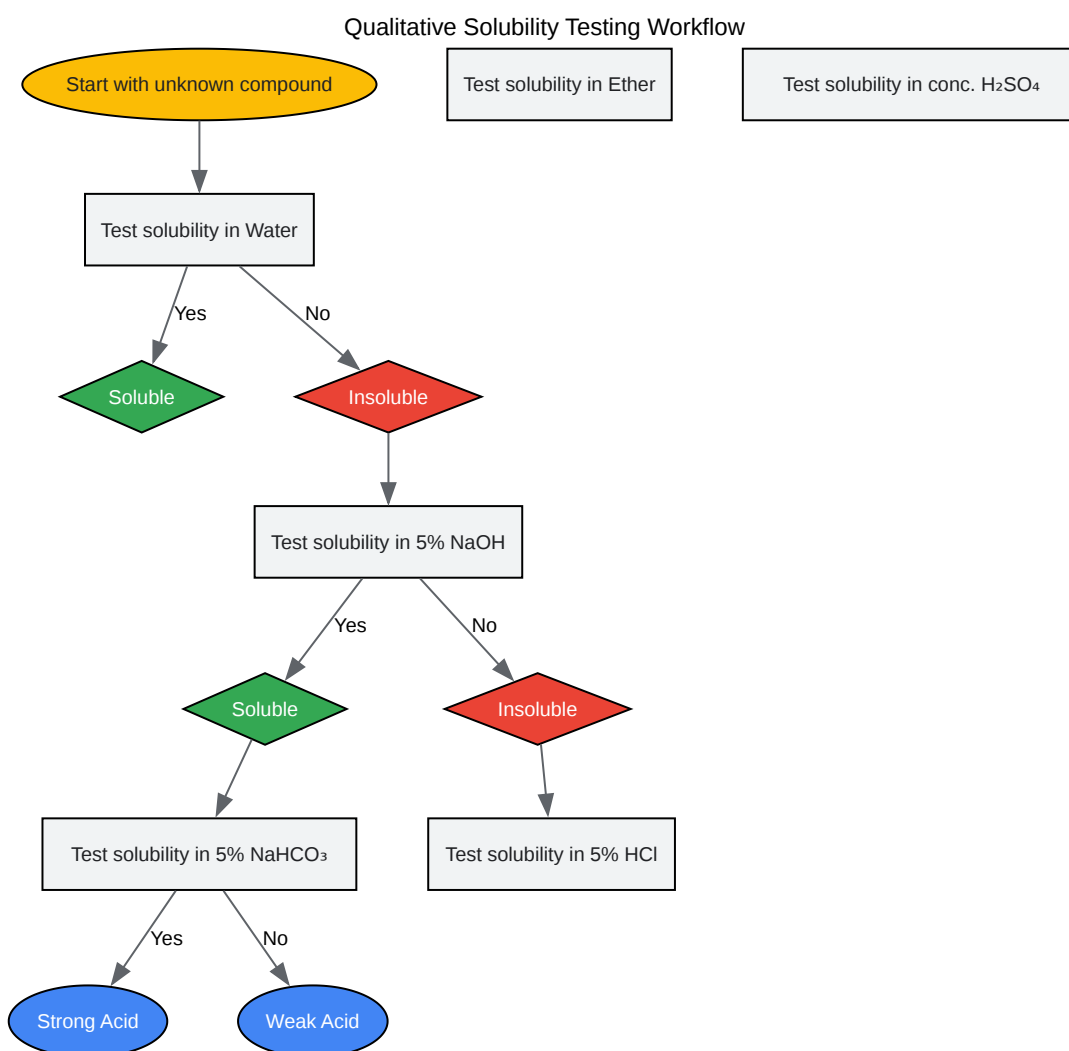 Qualitative Solubility Testing Workflow
Start with unknown compound
Test solubility in Ether
Test solubility in conc. H₂SO₄
Test solubility in Water
Yes
No
Soluble
Insoluble
Test solubility in 5% NaOH
Yes
No
Soluble
Insoluble
Test solubility in 5% NaHCO₃
Test solubility in 5% HCl
Yes
No
Strong Acid
Weak Acid